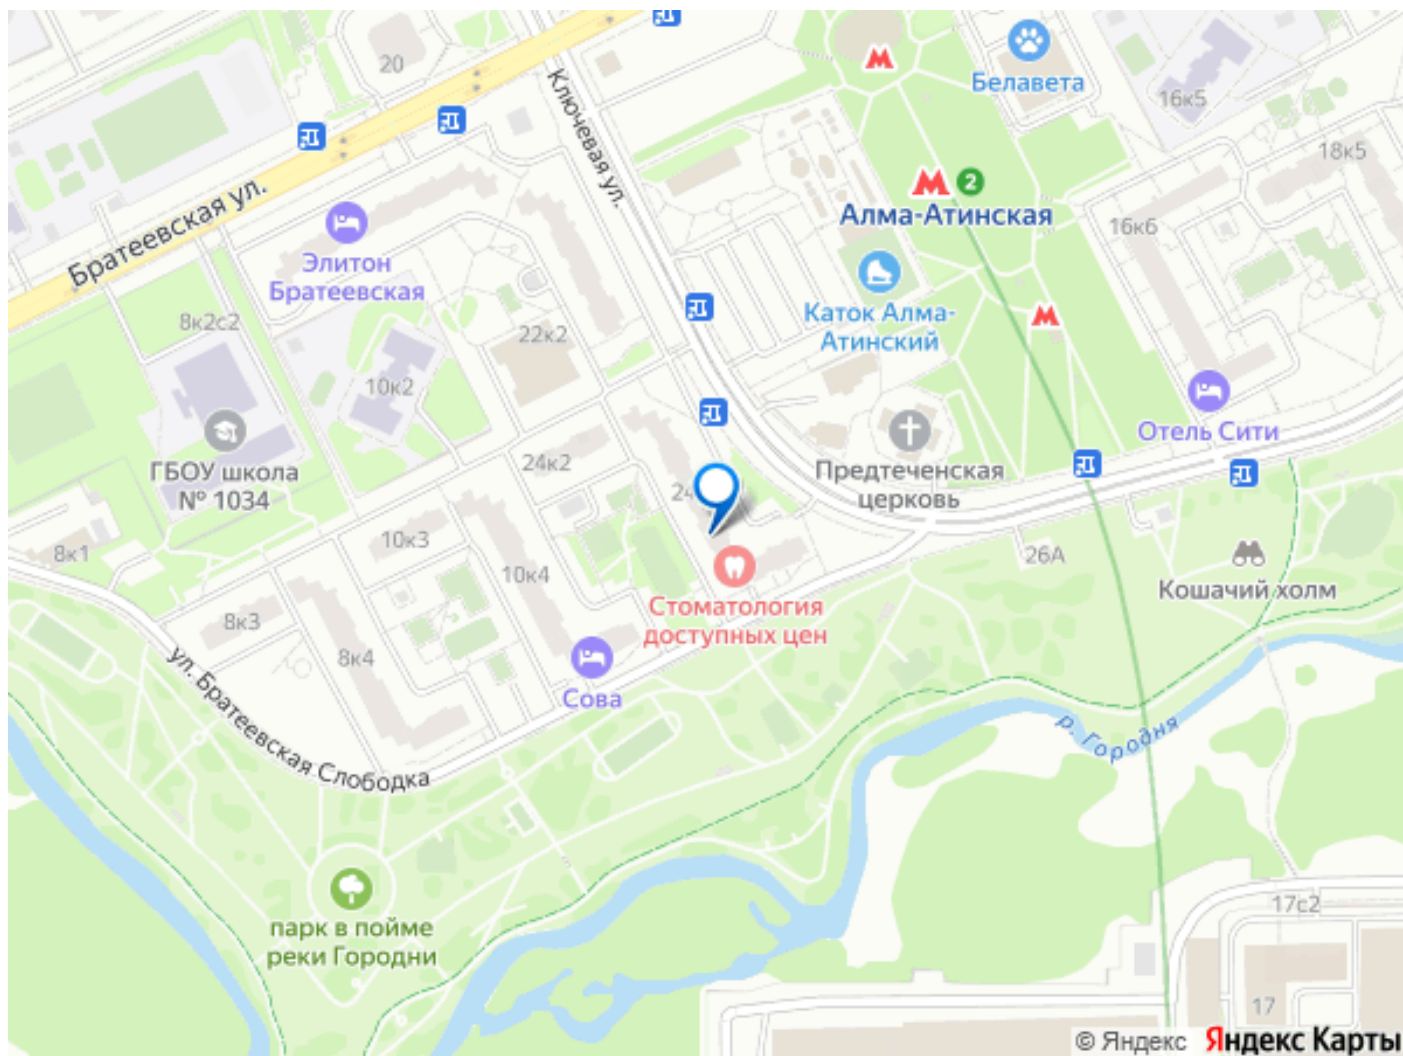 20
Ключевая ул.
Белавета
16к5
18к5
2
Алма-Атинская
16к6
Братеевская ул.
Элитон
Братеевская
Каток Алма-
Атинский
8к2с2
22к2
10к2
Отель Сити
ГБОУ школа
№ 1034
24к2
Предтеченская
церковь
8к1
10к3
10к4
26А
Кошачий холм
Стоматология
доступных цен
8к3
8к4
Сова
ул. Братеевская Слободка
р. Городня
парк в пойме
реки Городни
17с2
17
© Яндекс Яндекс Карты